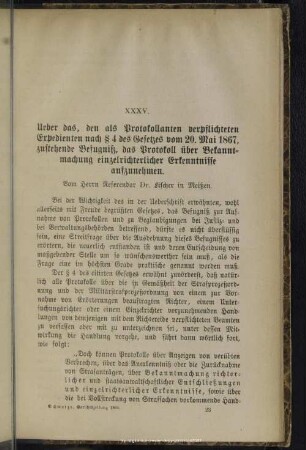 XXXV.
Ueber das, den als Protokollanten verpflichteten
Expedienten nach § 4 des Gesetzes vom 20. Mai 1867,
zustehende Befugniß, das Protokoll über Bekannt-
machung einzelrichterlicher Erkenntnisse
aufzunehmen.
Vom Herrn Referendar Dr. Fischer in Meißen.
Bei der Wichtigkeit des in der Ueberschrift erwähnten, wohl
allerseits mit Freude begrüßten Gesetzes, das Befugniß zur Auf-
nahme von Protokollen und zu Beglaubigungen bei Justiz- und
bei Verwaltungsbehörden betreffend, dürfte es nicht überflüssig
sein, eine Streitfrage über die Ausdehnung dieses Befugnisses zu
erwähnen, die neuerlich entstanden ist und deren Entscheidung von
maßgebender Stelle um so wünschenswerther sein muß, als die
Frage eine im höchsten Grade praktische genannt werden muß.
Der § 4 des citirten Gesetzes erwähnt zuvörderst, daß natür-
lich alle Protokolle über die in Gemäßheit der Strafprozeßord-
nung und der Militärstrafprozeßordnung von einem zur Vor-
nahme von Erörterungen beauftragten Richter, einem Unter-
suchungsrichter oder einem Einzelrichter vorzunehmenden Hand-
lungen von denjenigen mit dem Richtereide verpflichteten Beamten
zu verfassen oder mit zu unterzeichnen sei, unter dessen Mit-
wirkung die Handlung vorgehe, und führt dann wörtlich fort,
wie folgt:
„Doch können Protokolle über Anzeigen von verübten
Verbrechen, über das Anerkenntniß oder die Zurücknahme
von Strafanträgen, über Bekanntmachung richter-
licher und staatsanwaltschaftlicher Entschließungen
und einzelrichterlicher Erkenntnisse, sowie über
die bei Vollstreckung von Strafsachen vorkommende Hand-
Schwarze, Gerichtszeitung 1868. 23